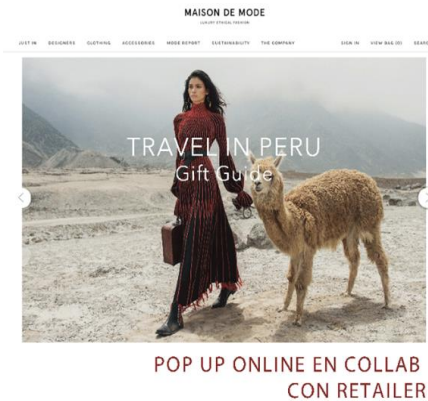 MAISON DE MODE
LUXURY ETHICAL FASHION
JUST IN DESIGNERS CLOTHING ACCESSORIES MODE REPORT SUSTAINABILITY THE COMPANY SIGN IN VIEW BAG (0)
TRAVEL IN PERU
Gift Guide
POP UP ONLINE EN COLLAB
CON RETAILER